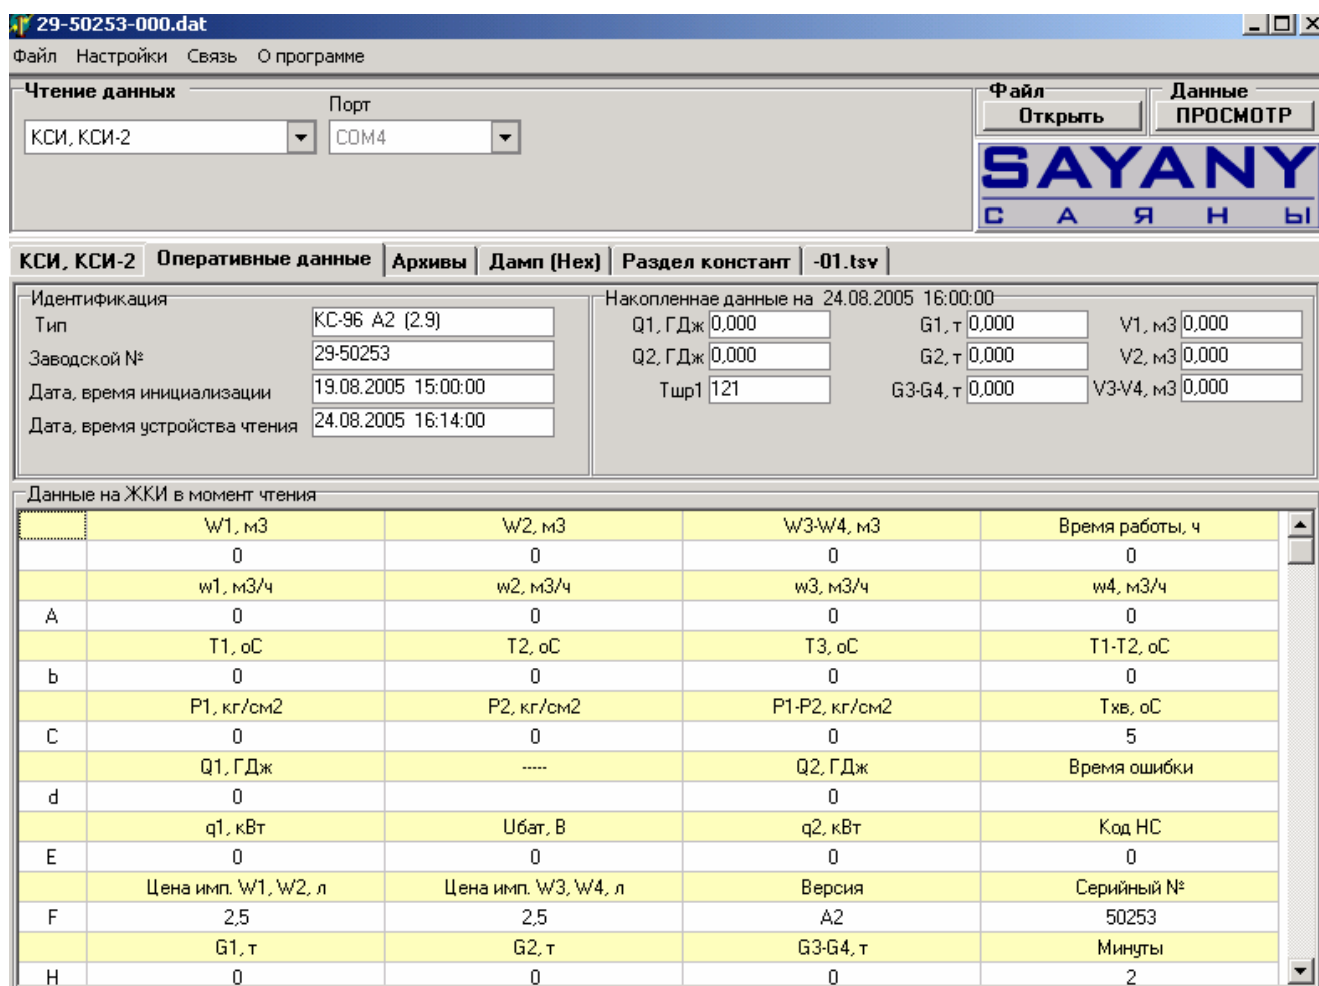 29-50253-000.dat
Файл Настройки Связь О программе
Чтение данных
Порт
КСИ, КСИ-2
COM4
Файл
Открыть
Данные
ПРОСМОТР
SAYANY
САЯНЫ
КСИ, КСИ-2 Оперативные данные Архивы Дамп (Hex) Раздел констант -01.tsv
Идентификация
Тип КС-96 А2 (2.9)
Заводской № 29-50253
Дата, время инициализации 19.08.2005 15:00:00
Дата, время устройства чтения 24.08.2005 16:14:00
Накопленнае данные на 24.08.2005 16:00:00
Q1, ГДж 0,000 G1, т 0,000 V1, м3 0,000
Q2, ГДж 0,000 G2, т 0,000 V2, м3 0,000
Тшр1 121 G3-G4, т 0,000 V3-V4, м3 0,000
Данные на ЖКИ в момент чтения
W1, м3 W2, м3 W3-W4, м3 Время работы, ч
0 0 0 0
w1, м3/ч w2, м3/ч w3, м3/ч w4, м3/ч
A 0 0 0 0
T1, оС T2, оС T3, оС T1-T2, оС
b 0 0 0 0
P1, кг/см2 P2, кг/см2 P1-P2, кг/см2 Tхв, оС
C 0 0 0 5
Q1, ГДж ----- Q2, ГДж Время ошибки
d 0 0
q1, кВт Uбат, В q2, кВт Код НС
E 0 0 0 0
Цена имп. W1, W2, л Цена имп. W3, W4, л Версия Серийный №
F 2,5 2,5 A2 50253
G1, т G2, т G3-G4, т Минуты
H 0 0 0 2